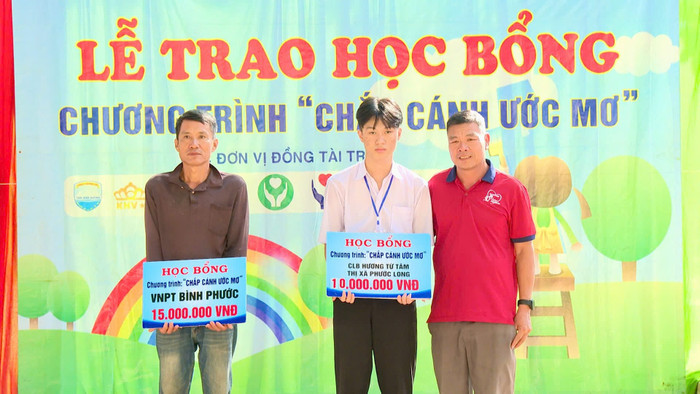 LỄ TRAO HỌC BỔNG
CHƯƠNG TRÌNH "CHẮP CÁNH ƯỚC MƠ"
ĐƠN VỊ ĐỒNG TÀI TR
HỌC BỔNG
Chương trình: "CHẮP CÁNH ƯỚC MƠ"
VNPT BÌNH PHƯỚC
15.000.000 VNĐ
HỌC BỔNG
Chương trình: "CHẮP CÁNH ƯỚC MƠ"
CLB HƯỚNG TỪ TÂM
THỊ XÃ PHƯỚC LONG
10.000.000 VNĐ